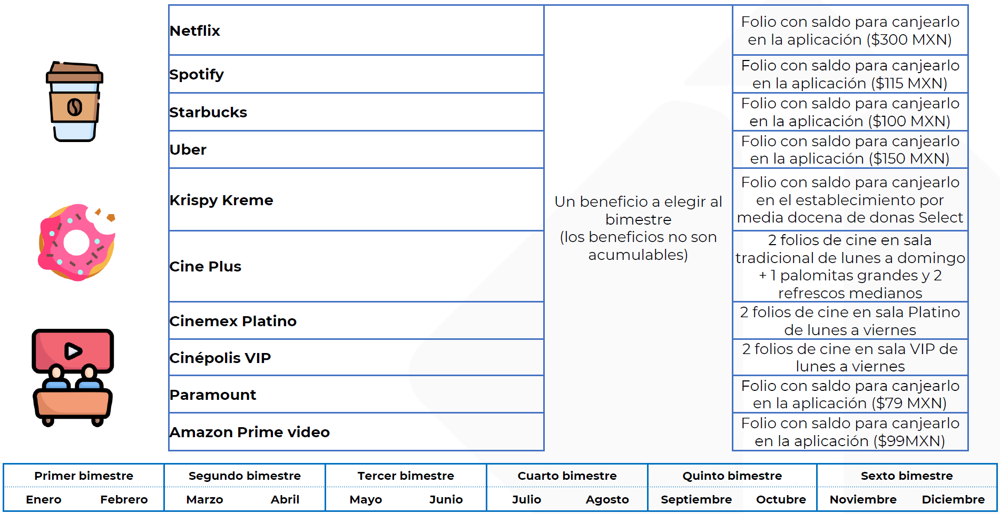 Netflix
Folio con saldo para canjearlo
en la aplicación ($300 MXN)
Spotify
Folio con saldo para canjearlo
en la aplicación ($115 MXN)
Starbucks
Folio con saldo para canjearlo
en la aplicación ($100 MXN)
Uber
Folio con saldo para canjearlo
en la aplicación ($150 MXN)
Krispy Kreme
Folio con saldo para canjearlo
en el establecimiento por
media docena de donas Select
Un beneficio a elegir al
bimestre
(los beneficios no son
acumulables)
Cine Plus
2 folios de cine en sala
tradicional de lunes a domingo
+ 1 palomitas grandes y 2
refrescos medianos
Cinemex Platino
2 folios de cine en sala Platino
de lunes a viernes
Cinépolis VIP
2 folios de cine en sala VIP de
lunes a viernes
Paramount
Folio con saldo para canjearlo
en la aplicación ($79 MXN)
Amazon Prime video
Folio con saldo para canjearlo
en la aplicación ($99MXN)
Primer bimestre Segundo bimestre Tercer bimestre Cuarto bimestre Quinto bimestre Sexto bimestre
Enero Febrero Marzo Abril Mayo Junio Julio Agosto Septiembre Octubre Noviembre Diciembre